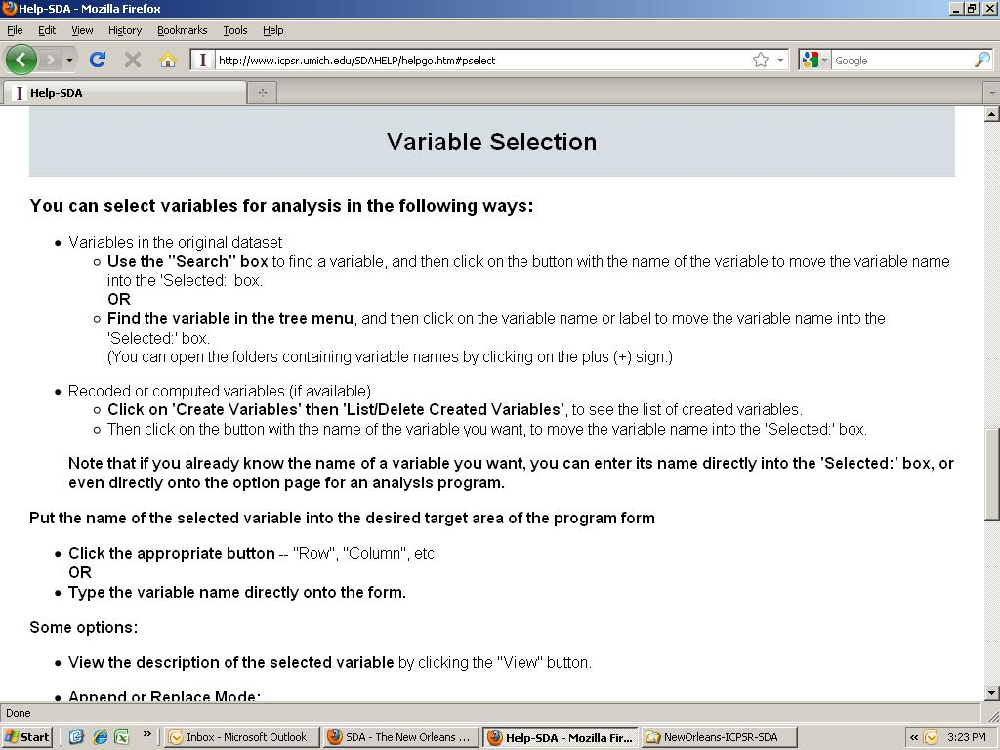 Help-SDA - Mozilla Firefox
File Edit View History Bookmarks Tools Help
http://www.icpsr.umich.edu/SDAHELP/helpgo.htm#pselect
Google
Help-SDA
Variable Selection
You can select variables for analysis in the following ways:
• Variables in the original dataset
○ Use the "Search" box to find a variable, and then click on the button with the name of the variable to move the variable name
into the 'Selected:' box.
OR
○ Find the variable in the tree menu, and then click on the variable name or label to move the variable name into the
'Selected:' box.
(You can open the folders containing variable names by clicking on the plus (+) sign.)
• Recoded or computed variables (if available)
○ Click on 'Create Variables' then 'List/Delete Created Variables', to see the list of created variables.
○ Then click on the button with the name of the variable you want, to move the variable name into the 'Selected:' box.
Note that if you already know the name of a variable you want, you can enter its name directly into the 'Selected:' box, or
even directly onto the option page for an analysis program.
Put the name of the selected variable into the desired target area of the program form
• Click the appropriate button -- "Row", "Column", etc.
OR
• Type the variable name directly onto the form.
Some options:
• View the description of the selected variable by clicking the "View" button.
• Append or Replace Mode:
Done
Start » Inbox - Microsoft Outlook SDA - The New Orleans ... Help-SDA - Mozilla Fir... NewOrleans-ICPSR-SDA « 3:23 PM